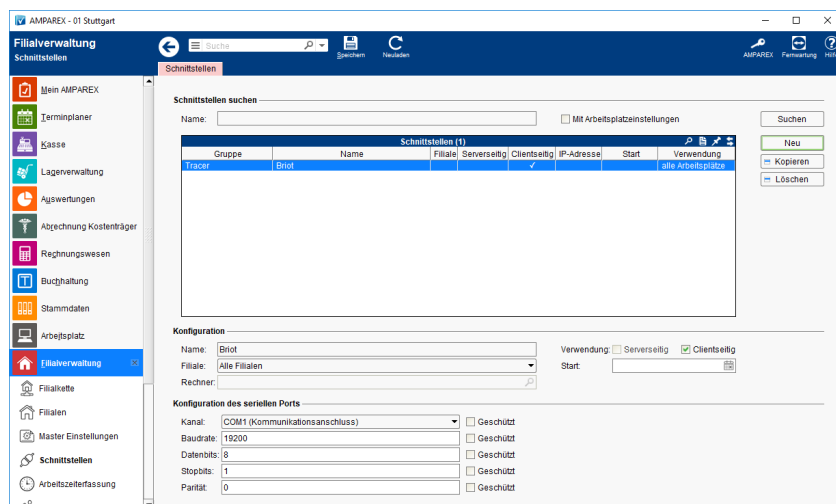 AMPAREX - 01 Stuttgart
Filialverwaltung
Schnittstellen
Suche
Speichern
Neuladen
AMPAREX
Fernwartung
Hilfe
Schnittstellen
Mein AMPAREX
Terminplaner
Kasse
Lagerverwaltung
Auswertungen
Abrechnung Kostenträger
Rechnungswesen
Buchhaltung
Stammdaten
Arbeitsplatz
Filialverwaltung
Filialkette
Filialen
Master Einstellungen
Schnittstellen
Arbeitszeiterfassung
Schnittstellen suchen
Name: Mit Arbeitsplatzeinstellungen Suchen
Schnittstellen (1)
Neu
Kopieren
Löschen
Gruppe Name Filiale Serverseitig Clientseitig IP-Adresse Start Verwendung
Tracer Briot ✓ alle Arbeitsplätze
Konfiguration
Name: Briot Verwendung: Serverseitig Clientseitig
Filiale: Alle Filialen Start:
Rechner:
Konfiguration des seriellen Ports
Kanal: COM1 (Kommunikationsanschluss) Geschützt
Baudrate: 19200 Geschützt
Datenbits: 8 Geschützt
Stopbits: 1 Geschützt
Parität: 0 Geschützt